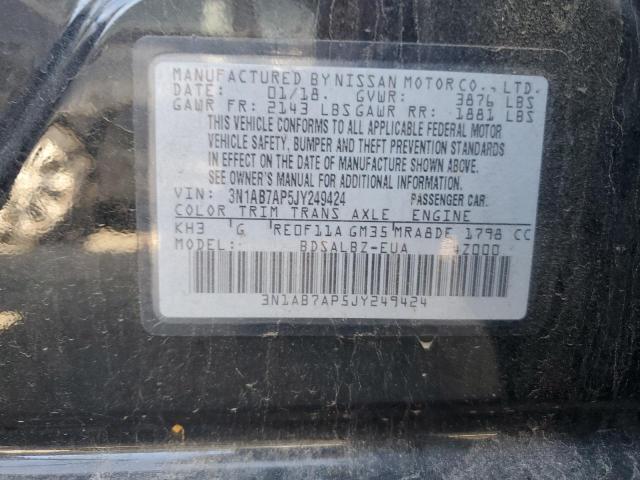 MANUFACTURED BY NISSAN MOTOR CO., LTD.
DATE: 01/18. GVWR: 3876 LBS
GAWR FR: 2143 LBS GAWR RR: 1881 LBS
THIS VEHICLE CONFORMS TO ALL APPLICABLE FEDERAL MOTOR
VEHICLE SAFETY, BUMPER AND THEFT PREVENTION STANDARDS
IN EFFECT ON THE DATE OF MANUFACTURE SHOWN ABOVE.
SEE OWNER'S MANUAL FOR ADDITIONAL INFORMATION.
VIN: 3N1AB7AP5JY249424 PASSENGER CAR.
COLOR TRIM TRANS AXLE ENGINE
KH3 G RE0F11A GM35 MRA8DE 1798 CC
MODEL: BDSALBZ-EUA
3N1AB7AP5JY249424